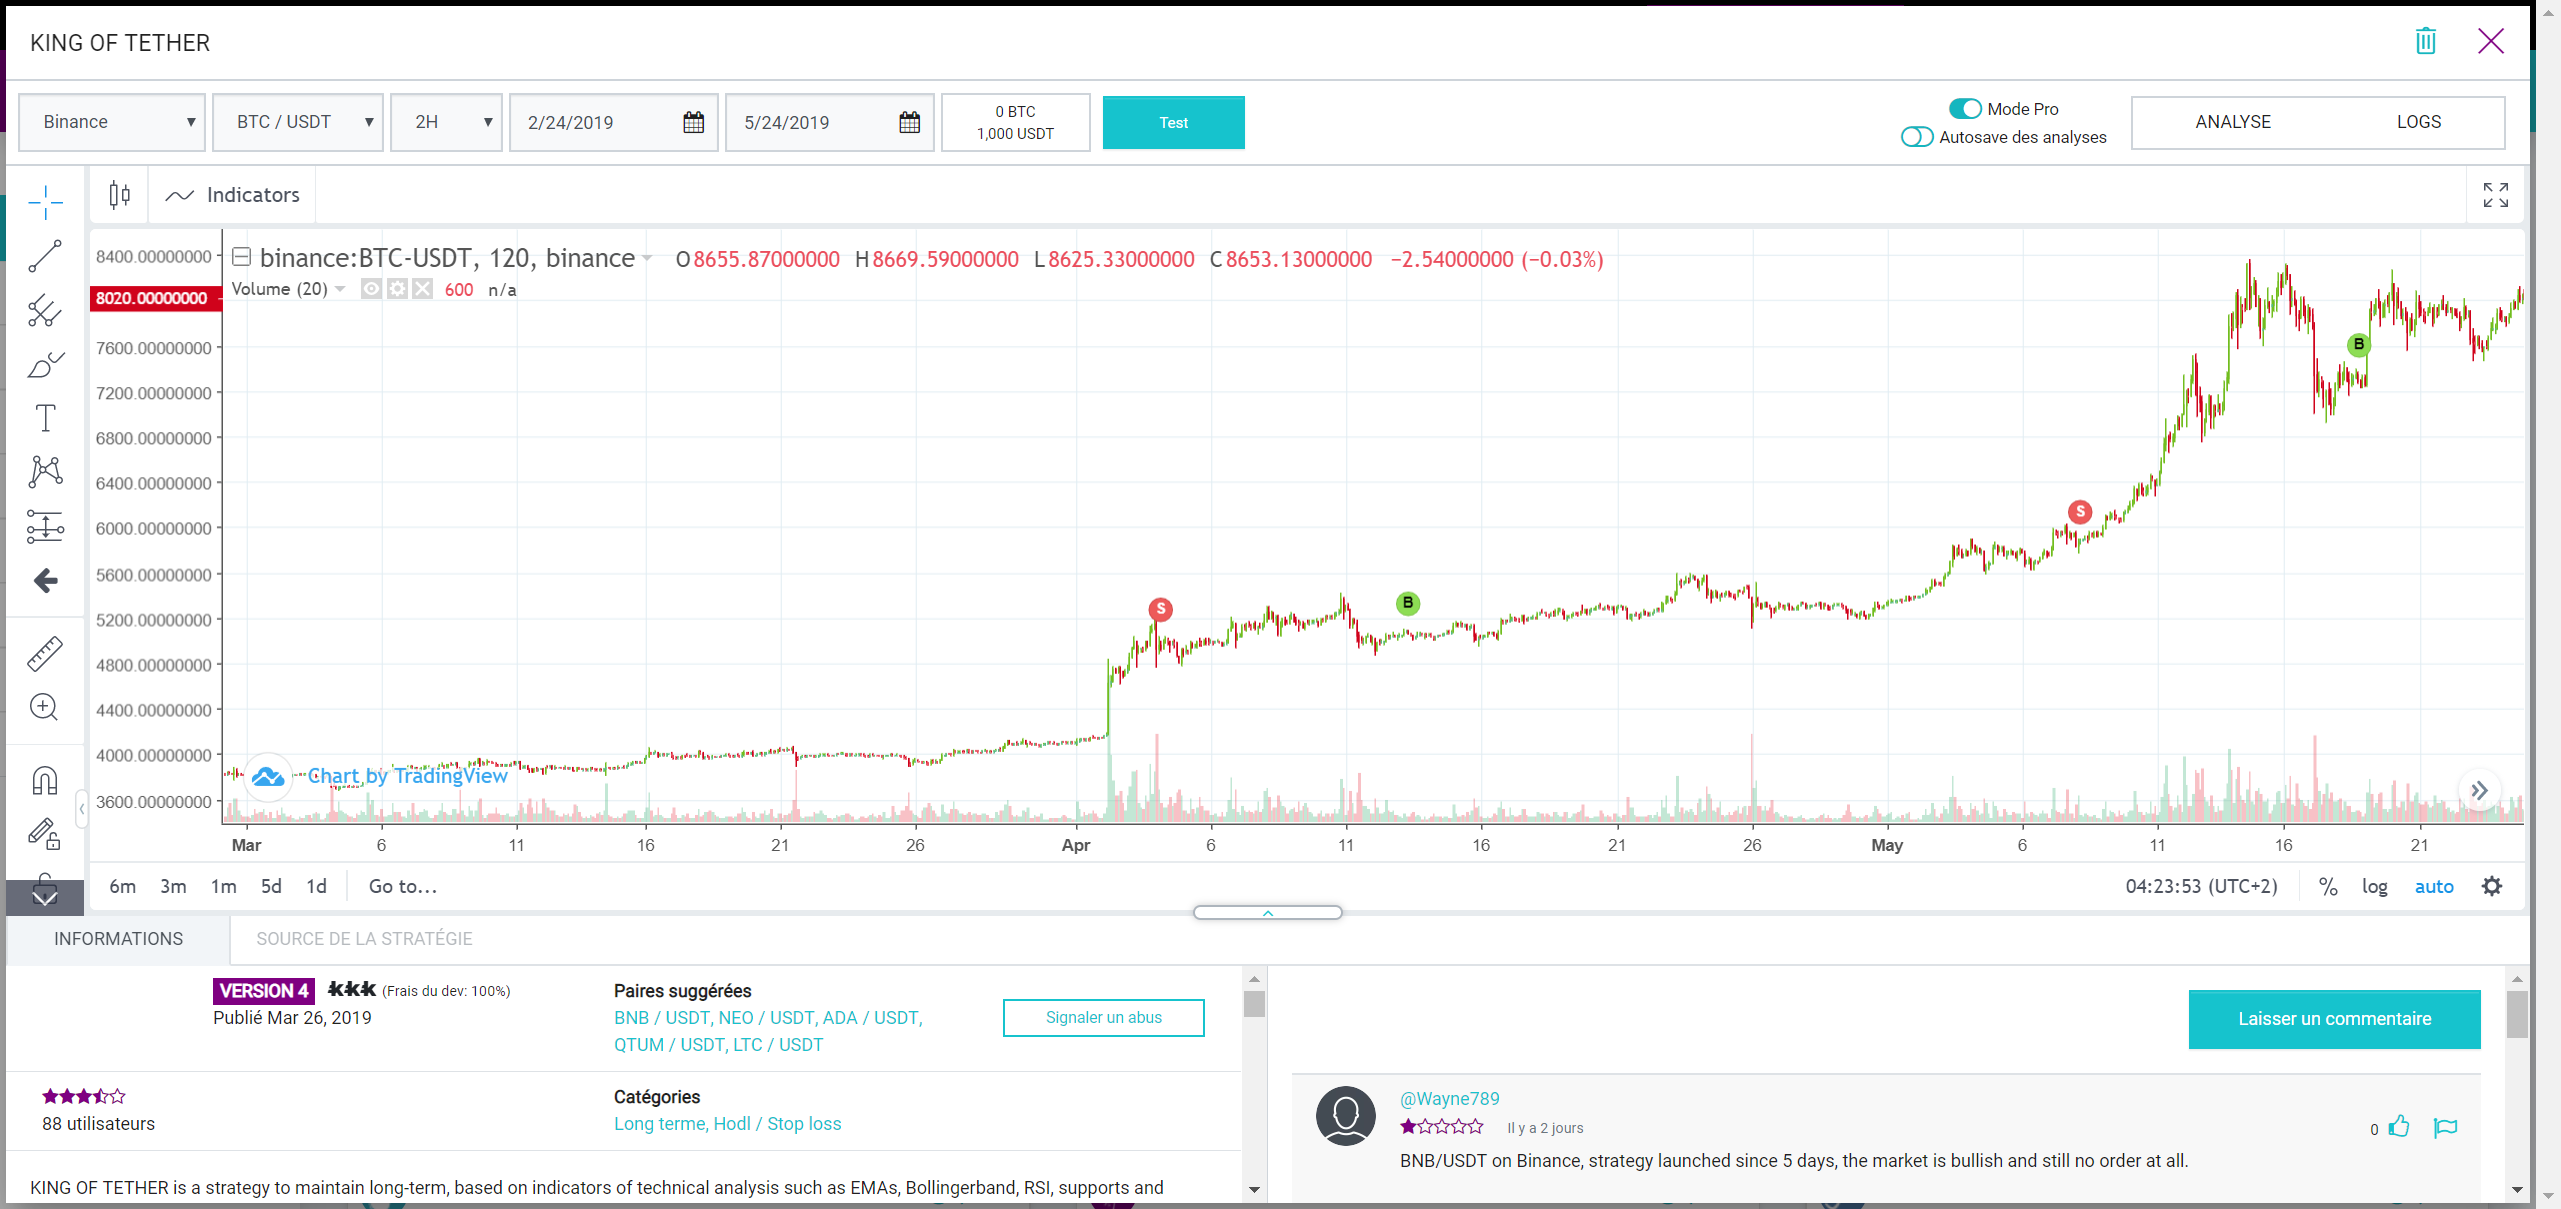 KING OF TETHER
Binance
BTC / USDT
2H
2/24/2019
5/24/2019
0 BTC
1,000 USDT
Test
Mode Pro
Autosave des analyses
ANALYSE
LOGS
Indicators
binance:BTC-USDT, 120, binance
O 8655.87000000 H 8669.59000000 L 8625.33000000 C 8653.13000000 −2.54000000 (−0.03%)
Volume (20)
600 n/a
8400.00000000
8020.00000000
7600.00000000
7200.00000000
6800.00000000
6400.00000000
6000.00000000
5600.00000000
5200.00000000
4800.00000000
4400.00000000
4000.00000000
3600.00000000
S
B
S
B
Chart by TradingView
Mar 6 11 16 21 26 Apr 6 11 16 21 26 May 6 11 16 21
6m 3m 1m 5d 1d Go to...
04:23:53 (UTC+2) % log auto
INFORMATIONS
SOURCE DE LA STRATÉGIE
VERSION 4 (Frais du dev: 100%)
Publié Mar 26, 2019
Paires suggérées
BNB / USDT, NEO / USDT, ADA / USDT,
QTUM / USDT, LTC / USDT
Signaler un abus
88 utilisateurs
Catégories
Long terme, Hodl / Stop loss
KING OF TETHER is a strategy to maintain long-term, based on indicators of technical analysis such as EMAs, Bollingerband, RSI, supports and
Laisser un commentaire
@Wayne789
Il y a 2 jours
0
BNB/USDT on Binance, strategy launched since 5 days, the market is bullish and still no order at all.